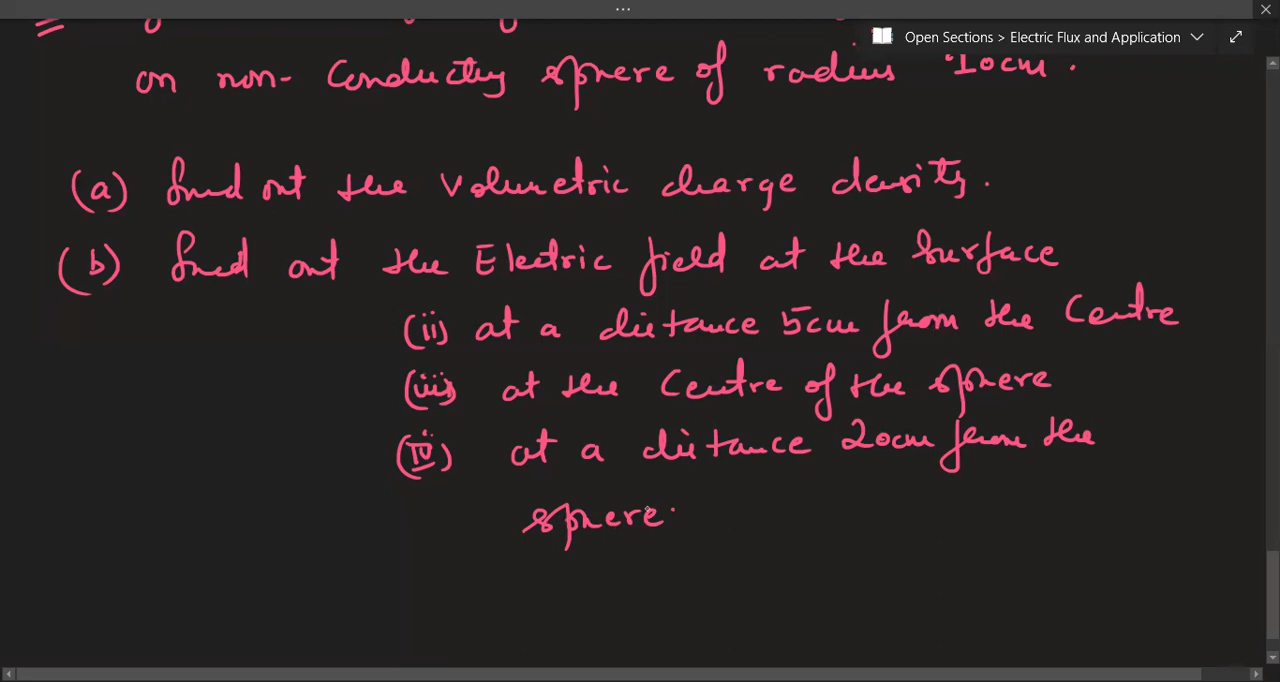 Open Sections > Electric Flux and Application
on non-Conducting sphere of radius 10cm.
(a) find out the volumetric charge density.
(b) find out the Electric field at the surface
(ii) at a distance 5cm from the Centre
(iii) at the Centre of the sphere
(iv) at a distance 20cm from the
sphere.